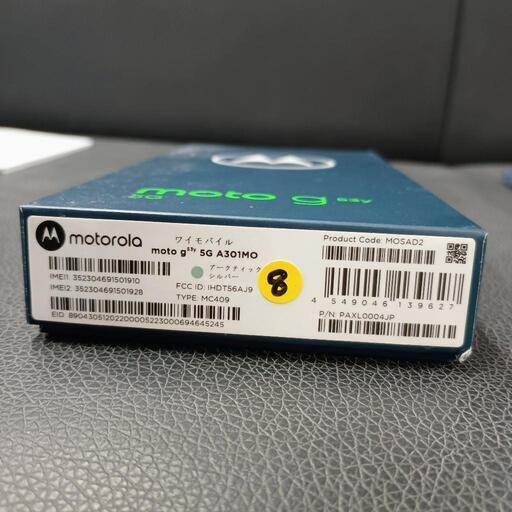 moto g 53y
5G
motorola
ワイモバイル
moto g53y 5G A301MO
アークティック
シルバー
IMEI1: 352304691501910
IMEI2: 352304691501928
FCC ID: IHDT56AJ9
TYPE: MC409
EID: 89043051202200005223000694645245
8
Product Code: MOSAD2
4 549046 139627
P/N: PAXL0004JP